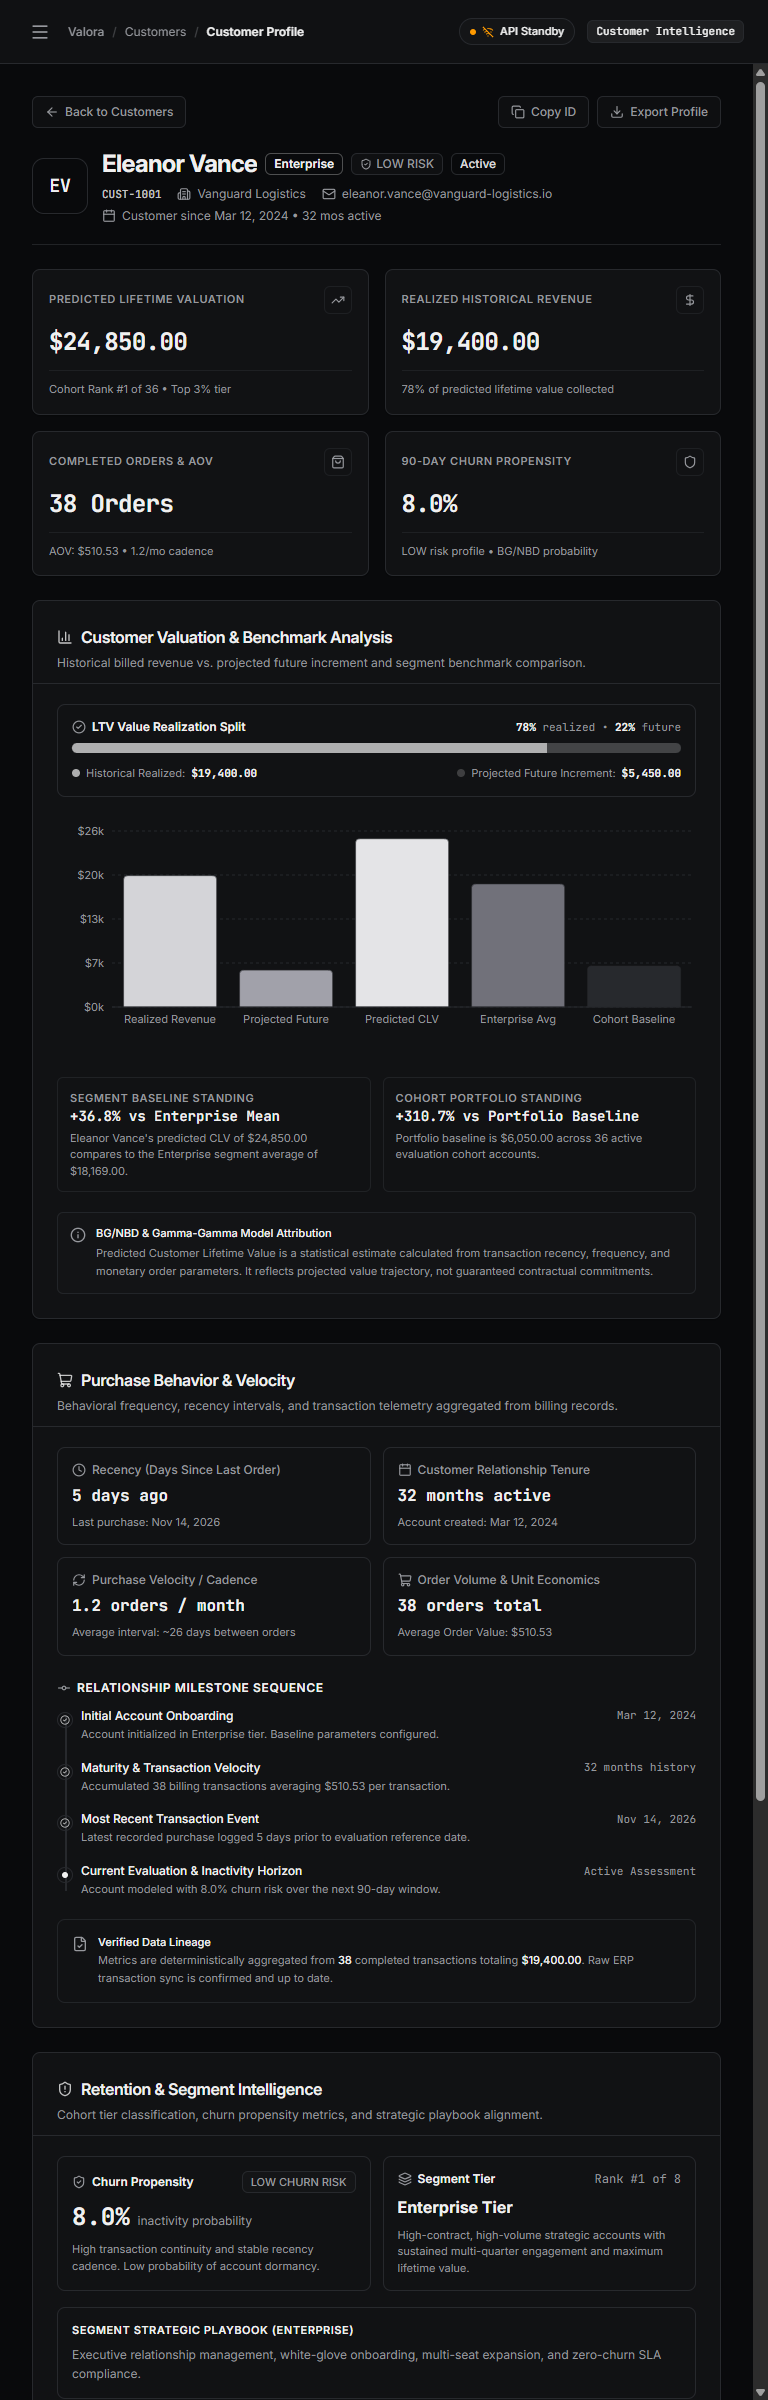 Valora / Customers / Customer Profile
API Standby
Customer Intelligence
Back to Customers
Copy ID
Export Profile
EV
Eleanor Vance Enterprise LOW RISK Active
CUST-1001 Vanguard Logistics eleanor.vance@vanguard-logistics.io
Customer since Mar 12, 2024 • 32 mos active
PREDICTED LIFETIME VALUATION
$24,850.00
Cohort Rank #1 of 36 • Top 3% tier
REALIZED HISTORICAL REVENUE
$19,400.00
78% of predicted lifetime value collected
COMPLETED ORDERS & AOV
38 Orders
AOV: $510.53 • 1.2/mo cadence
90-DAY CHURN PROPENSITY
8.0%
LOW risk profile • BG/NBD probability
Customer Valuation & Benchmark Analysis
Historical billed revenue vs. projected future increment and segment benchmark comparison.
LTV Value Realization Split
78% realized • 22% future
Historical Realized: $19,400.00
Projected Future Increment: $5,450.00
$26k
$20k
$13k
$7k
$0k
Realized Revenue Projected Future Predicted CLV Enterprise Avg Cohort Baseline
SEGMENT BASELINE STANDING
+36.8% vs Enterprise Mean
Eleanor Vance's predicted CLV of $24,850.00
compares to the Enterprise segment average of
$18,169.00.
COHORT PORTFOLIO STANDING
+310.7% vs Portfolio Baseline
Portfolio baseline is $6,050.00 across 36 active
evaluation cohort accounts.
BG/NBD & Gamma-Gamma Model Attribution
Predicted Customer Lifetime Value is a statistical estimate calculated from transaction recency, frequency, and
monetary order parameters. It reflects projected value trajectory, not guaranteed contractual commitments.
Purchase Behavior & Velocity
Behavioral frequency, recency intervals, and transaction telemetry aggregated from billing records.
Recency (Days Since Last Order)
5 days ago
Last purchase: Nov 14, 2026
Customer Relationship Tenure
32 months active
Account created: Mar 12, 2024
Purchase Velocity / Cadence
1.2 orders / month
Average interval: ~26 days between orders
Order Volume & Unit Economics
38 orders total
Average Order Value: $510.53
RELATIONSHIP MILESTONE SEQUENCE
Initial Account Onboarding
Mar 12, 2024
Account initialized in Enterprise tier. Baseline parameters configured.
Maturity & Transaction Velocity
32 months history
Accumulated 38 billing transactions averaging $510.53 per transaction.
Most Recent Transaction Event
Nov 14, 2026
Latest recorded purchase logged 5 days prior to evaluation reference date.
Current Evaluation & Inactivity Horizon
Active Assessment
Account modeled with 8.0% churn risk over the next 90-day window.
Verified Data Lineage
Metrics are deterministically aggregated from 38 completed transactions totaling $19,400.00. Raw ERP
transaction sync is confirmed and up to date.
Retention & Segment Intelligence
Cohort tier classification, churn propensity metrics, and strategic playbook alignment.
Churn Propensity
LOW CHURN RISK
8.0% inactivity probability
High transaction continuity and stable recency
cadence. Low probability of account dormancy.
Segment Tier
Rank #1 of 8
Enterprise Tier
High-contract, high-volume strategic accounts with
sustained multi-quarter engagement and maximum
lifetime value.
SEGMENT STRATEGIC PLAYBOOK (ENTERPRISE)
Executive relationship management, white-glove onboarding, multi-seat expansion, and zero-churn SLA
compliance.